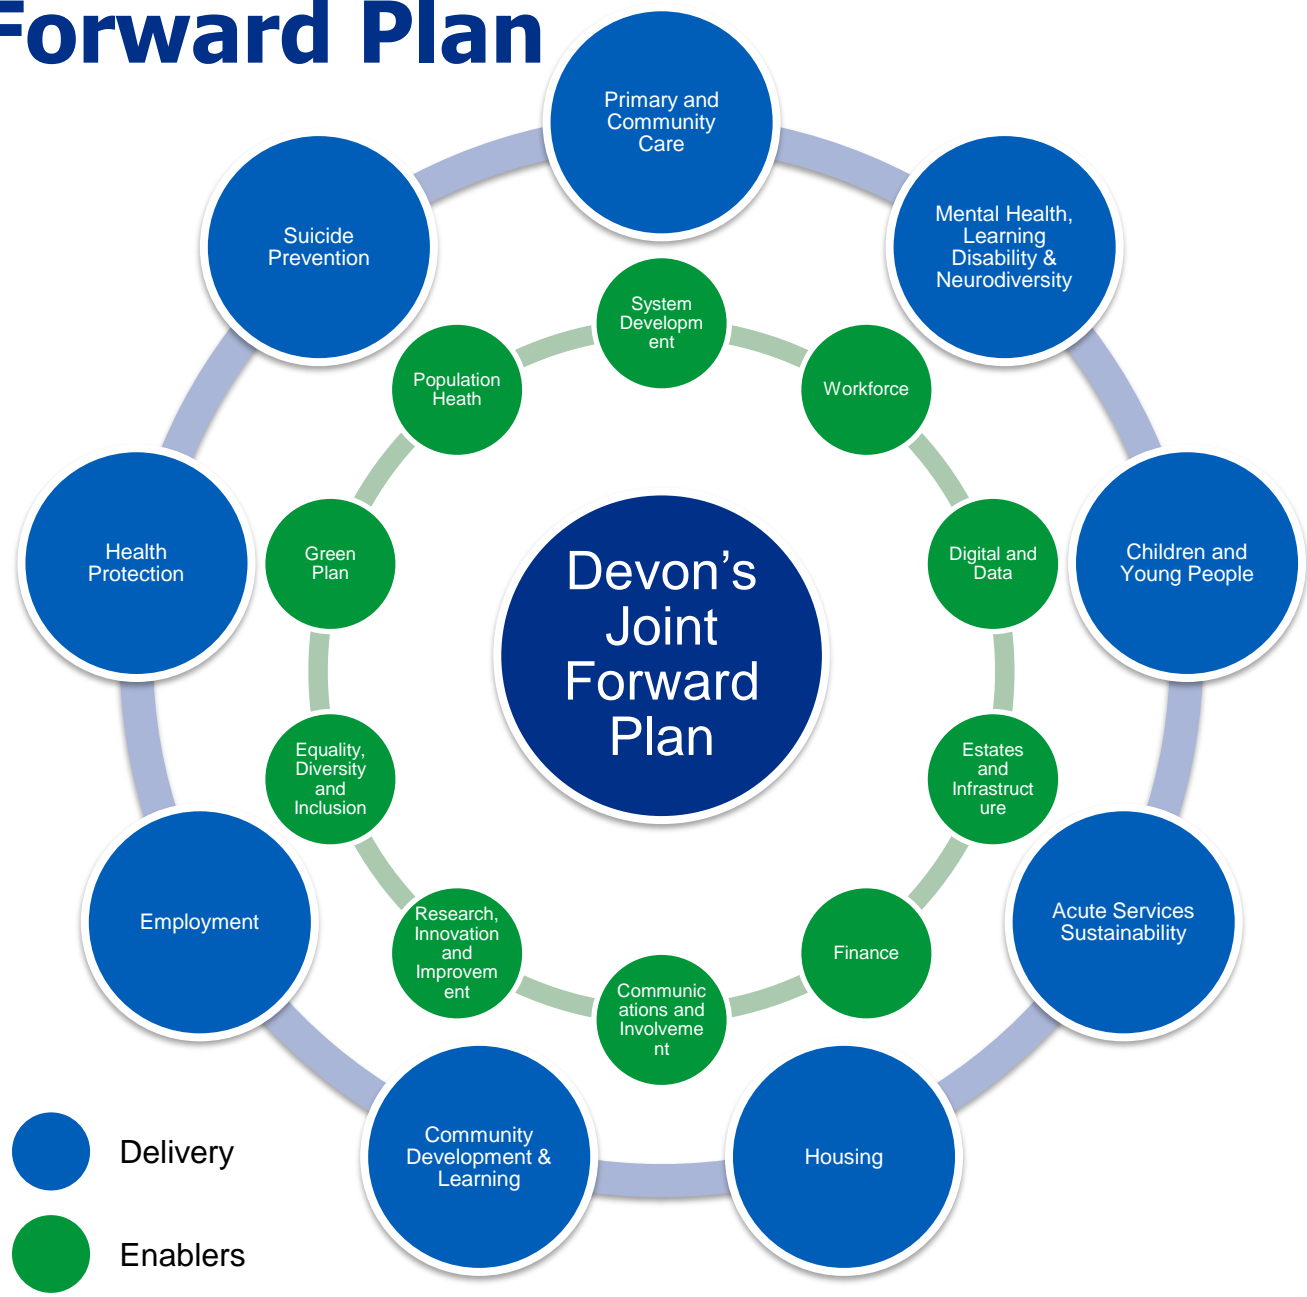 Forward Plan
Primary and
Community
Care
Mental Health,
Learning
Disability &
Neurodiversity
Children and
Young People
Acute Services
Sustainability
Housing
Community
Development &
Learning
Employment
Health
Protection
Suicide
Prevention
System
Developm
ent
Workforce
Digital and
Data
Estates
and
Infrastruct
ure
Finance
Communic
ations and
Involveme
nt
Research,
Innovation
and
Improvem
ent
Equality,
Diversity
and
Inclusion
Green
Plan
Population
Heath
Devon’s
Joint
Forward
Plan
Delivery
Enablers